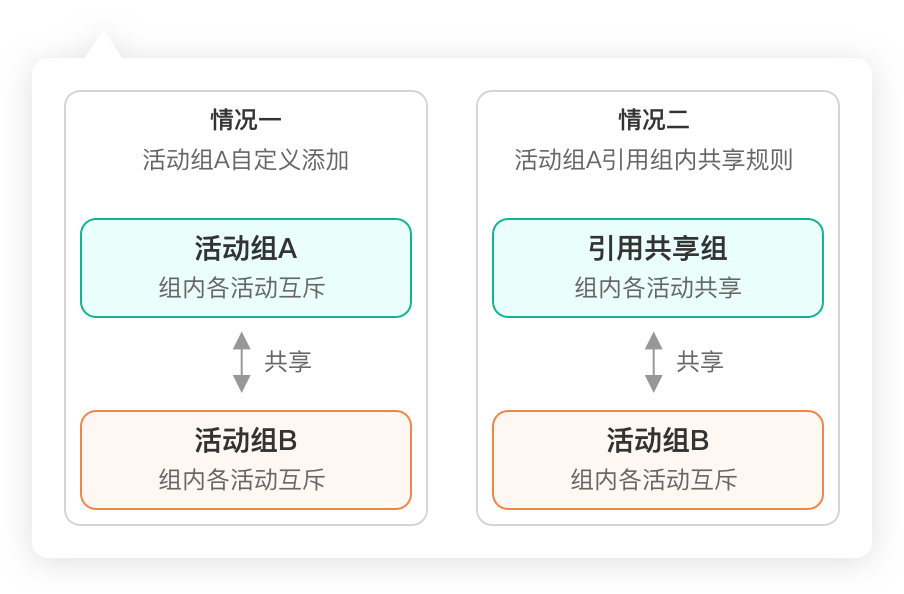 情况一
活动组A自定义添加
活动组A
组内各活动互斥
共享
活动组B
组内各活动互斥
情况二
活动组A引用组内共享规则
引用共享组
组内各活动共享
共享
活动组B
组内各活动互斥